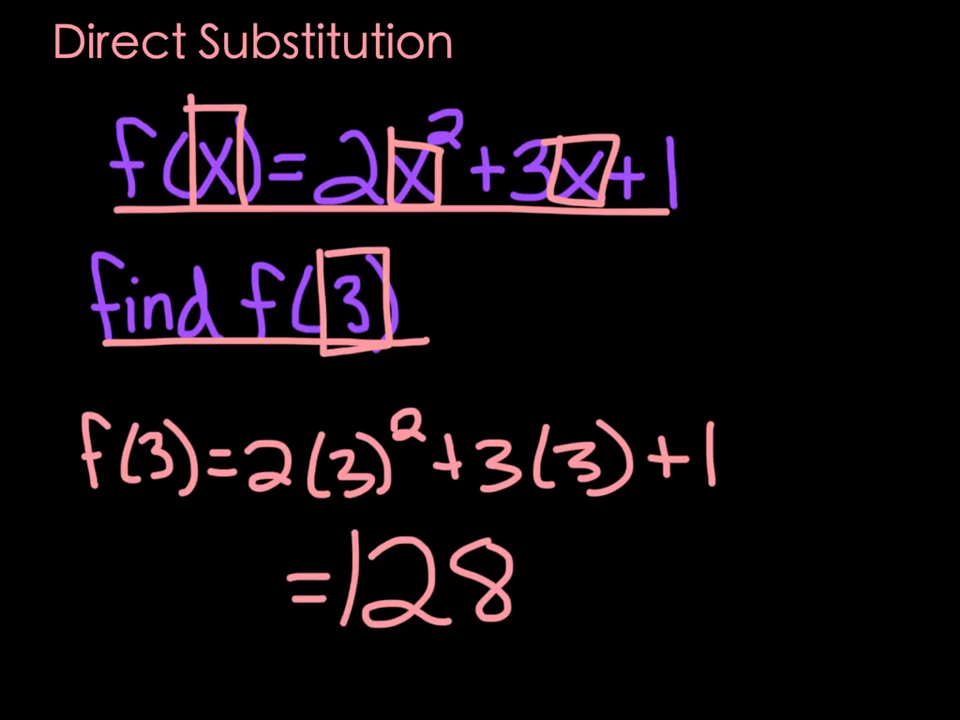 Direct Substitution
f(x)=2x²+3x+1
find f(3)
f(3)=2(3)²+3(3)+1
=128